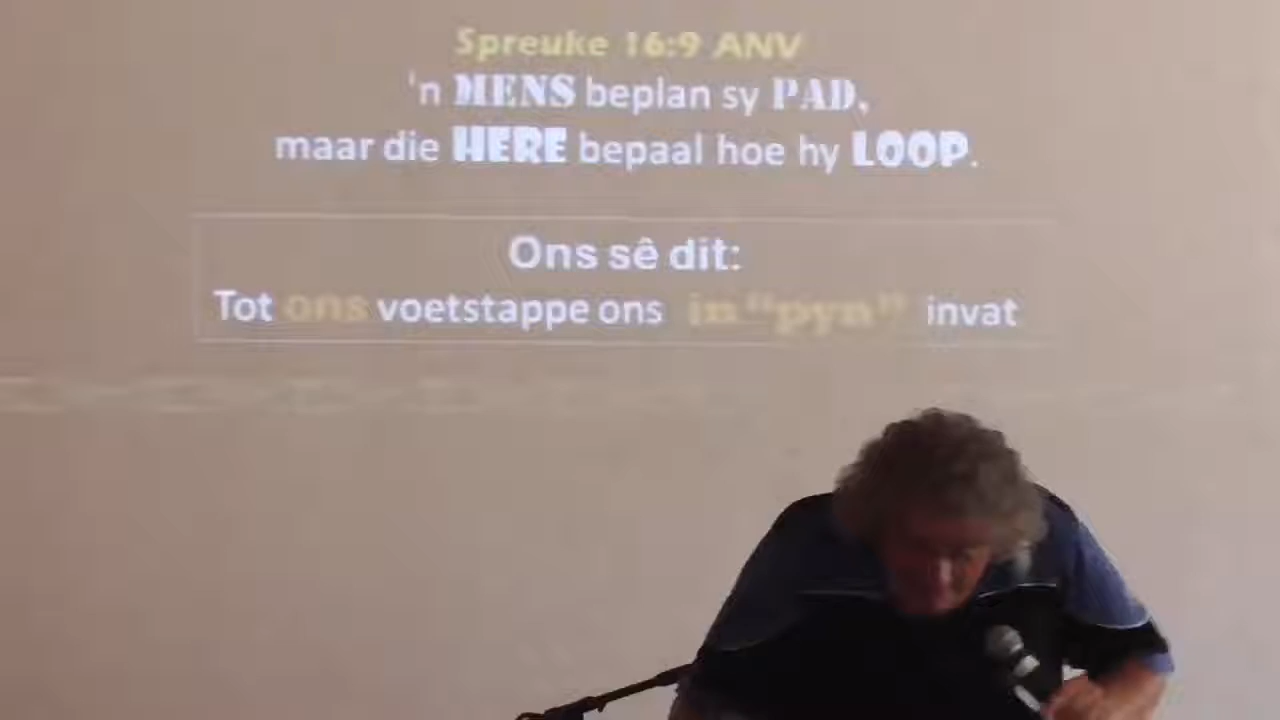 Spreuke 16:9 ANV
'n MENS beplan sy PAD,
maar die HERE bepaal hoe hy LOOP.
Ons sê dit:
Tot ons voetstappe ons in "pyn" invat